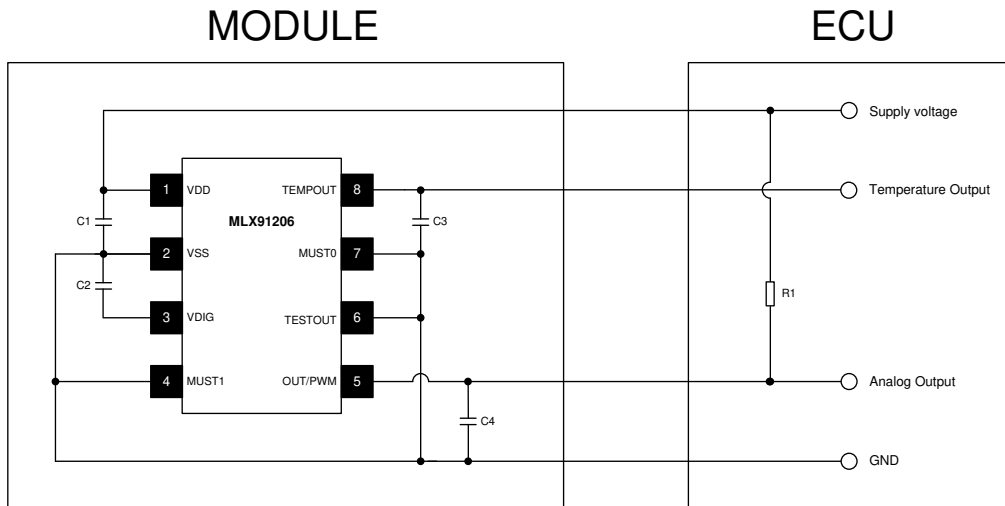 MODULE
ECU
Supply voltage
1 VDD TEMPOUT 8
Temperature Output
MLX91206
C1
C3
2 VSS MUST0 7
C2
R1
3 VDIG TESTOUT 6
4 MUST1 OUT/PWM 5
Analog Output
C4
GND